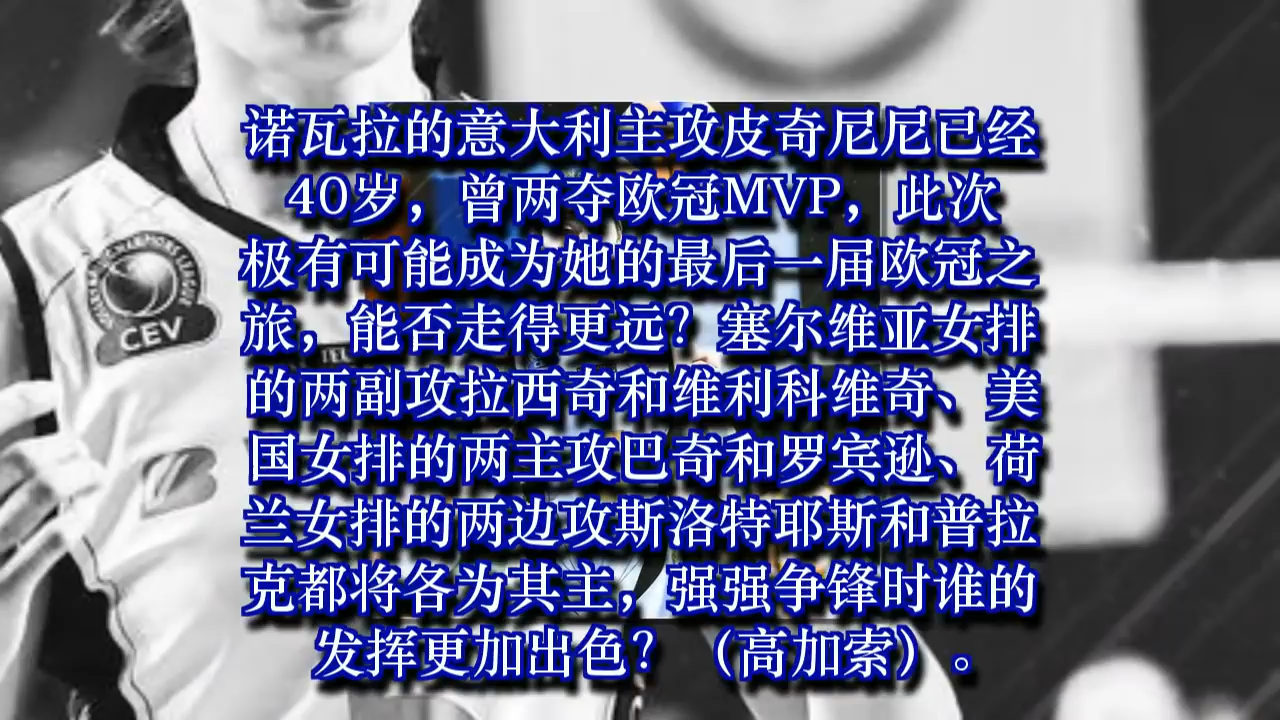 诺瓦拉的意大利主攻皮奇尼尼已经
40岁，曾两夺欧冠MVP，此次
极有可能成为她的最后一届欧冠之
旅，能否走得更远？塞尔维亚女排
的两副攻拉西奇和维利科维奇、美
国女排的两主攻巴奇和罗宾逊、荷
兰女排的两边攻斯洛特耶斯和普拉
克都将各为其主，强强争锋时谁的
发挥更加出色？（高加索）。
CHAMPIONS LEAGUE
CEV